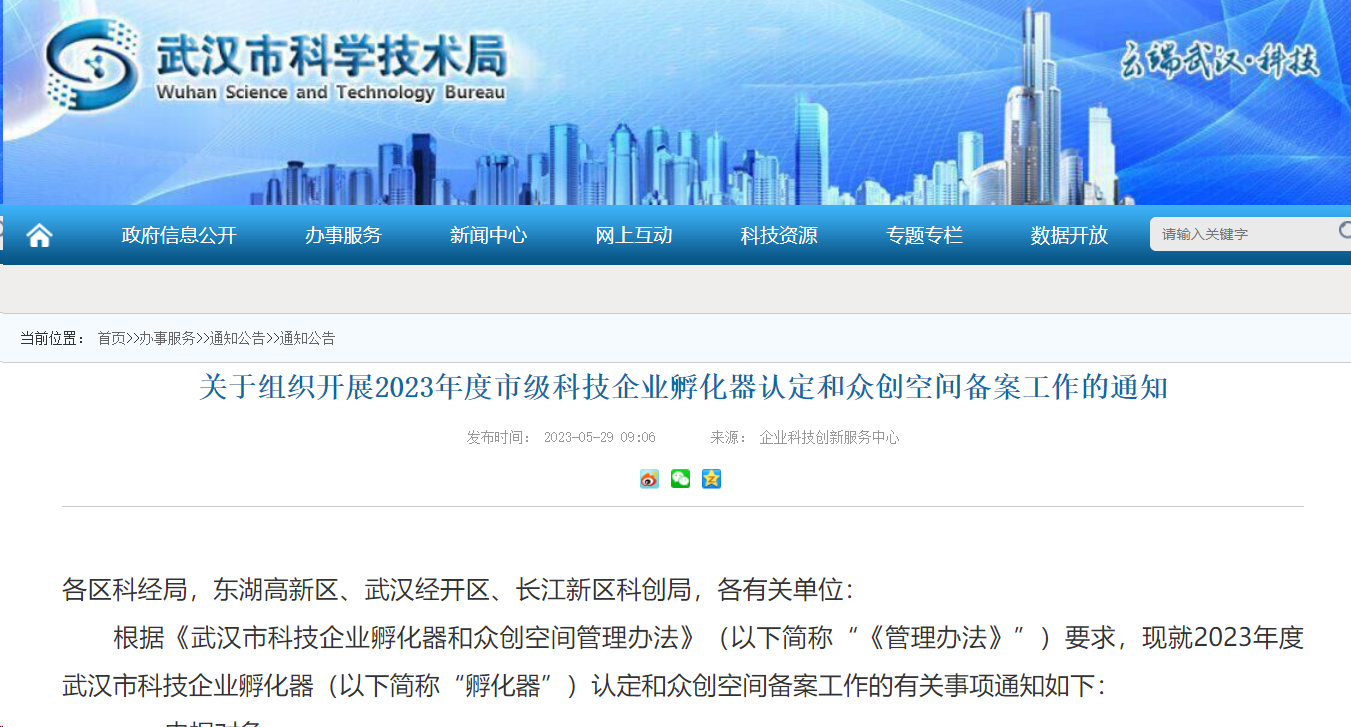 武汉市科学技术局
Wuhan Science and Technology Bureau
云端武汉·科技
政府信息公开 办事服务 新闻中心 网上互动 科技资源 专题专栏 数据开放 请输入关键字
当前位置： 首页>>办事服务>>通知公告>>通知公告
关于组织开展2023年度市级科技企业孵化器认定和众创空间备案工作的通知
发布时间： 2023-05-29 09:06 来源： 企业科技创新服务中心
各区科经局，东湖高新区、武汉经开区、长江新区科创局，各有关单位：
根据《武汉市科技企业孵化器和众创空间管理办法》（以下简称“《管理办法》”）要求，现就2023年度
武汉市科技企业孵化器（以下简称“孵化器”）认定和众创空间备案工作的有关事项通知如下：